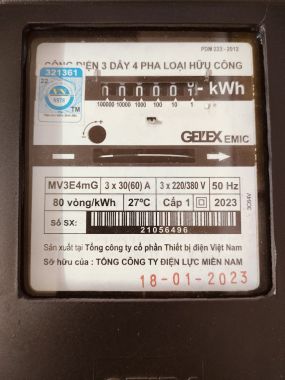 PDM 223 - 2012
CÔNG ĐIỆN 3 DÂY 4 PHA LOẠI HỮU CÔNG
321361
kWh
100000 10000 1000 100 10 1
GELEX EMIC
MV3E4mG 3 x 30(60) A 3 x 220/380 V 50 Hz
80 vòng/kWh 27°C Cấp 1 2023
Số SX:
21056496
Sản xuất tại Tổng công ty cổ phần Thiết bị điện Việt Nam
Sở hữu của : TỔNG CÔNG TY ĐIỆN LỰC MIỀN NAM
18-01-2023